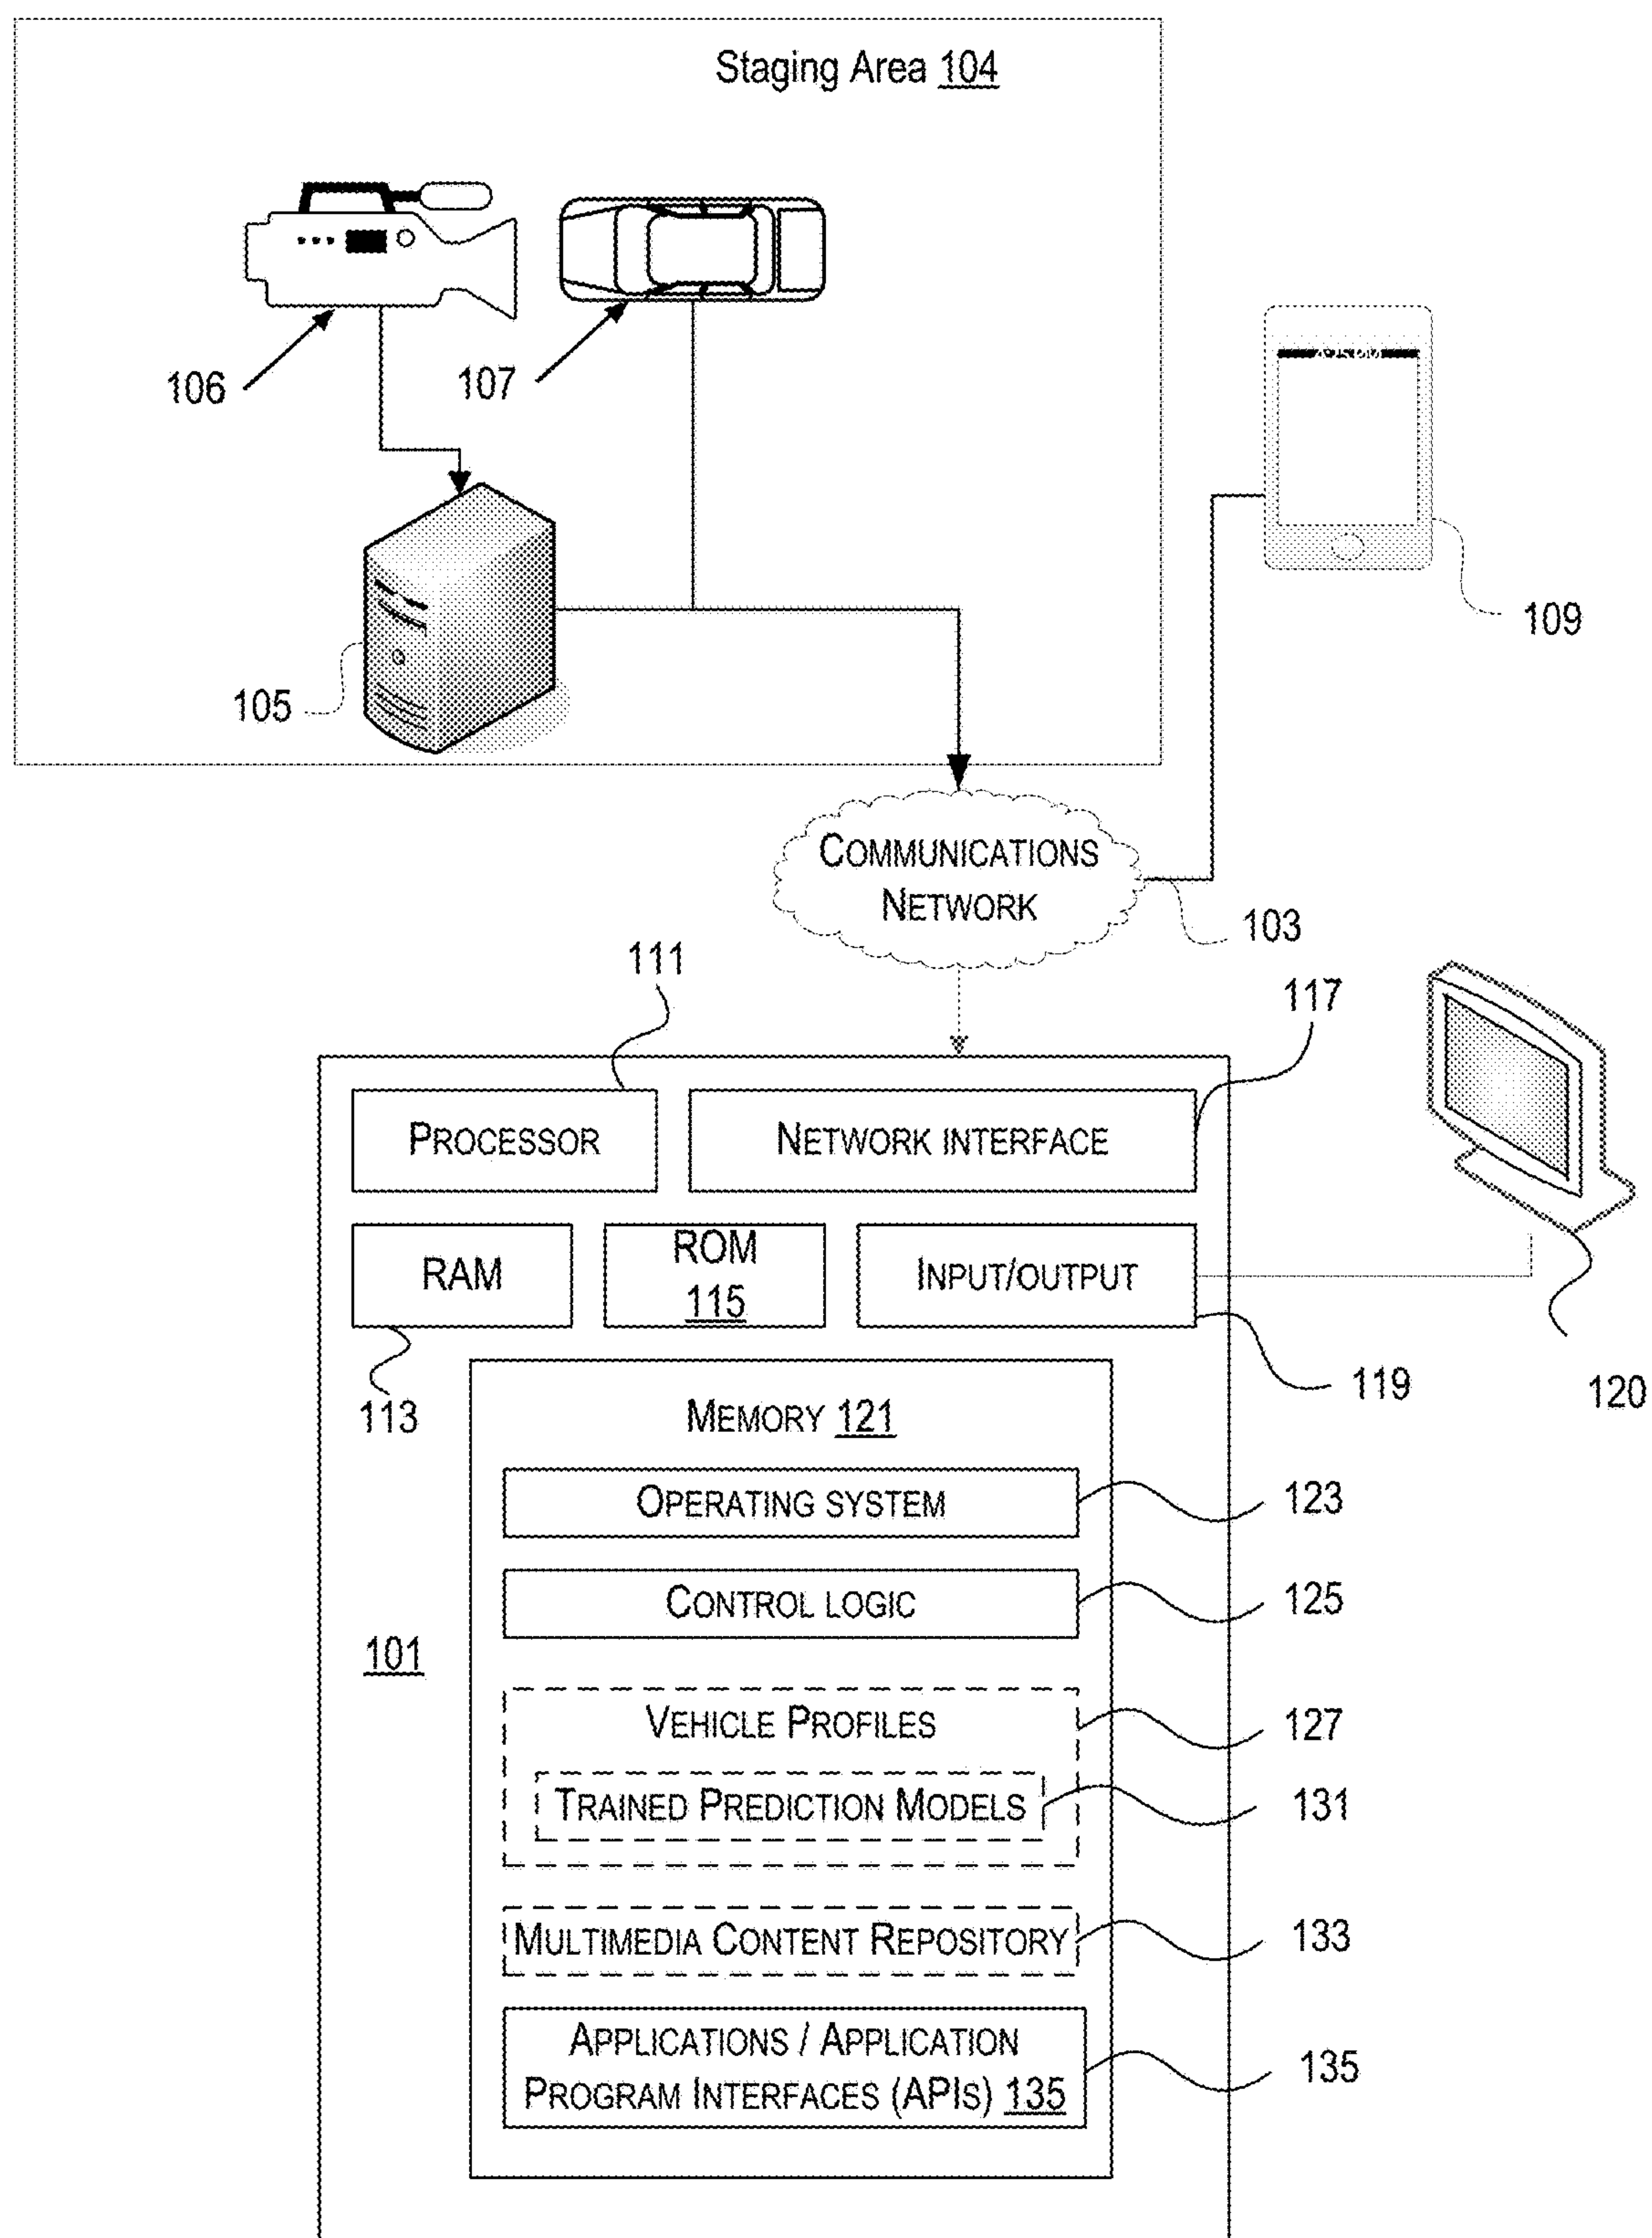 Staging Area 104
106
107
105
109
COMMUNICATIONS
NETWORK
103
111
117
PROCESSOR
NETWORK INTERFACE
RAM
ROM
115
INPUT/OUTPUT
113
119
120
MEMORY 121
OPERATING SYSTEM
123
CONTROL LOGIC
125
101
VEHICLE PROFILES
127
TRAINED PREDICTION MODELS
131
MULTIMEDIA CONTENT REPOSITORY
133
APPLICATIONS / APPLICATION
PROGRAM INTERFACES (APIS) 135
135